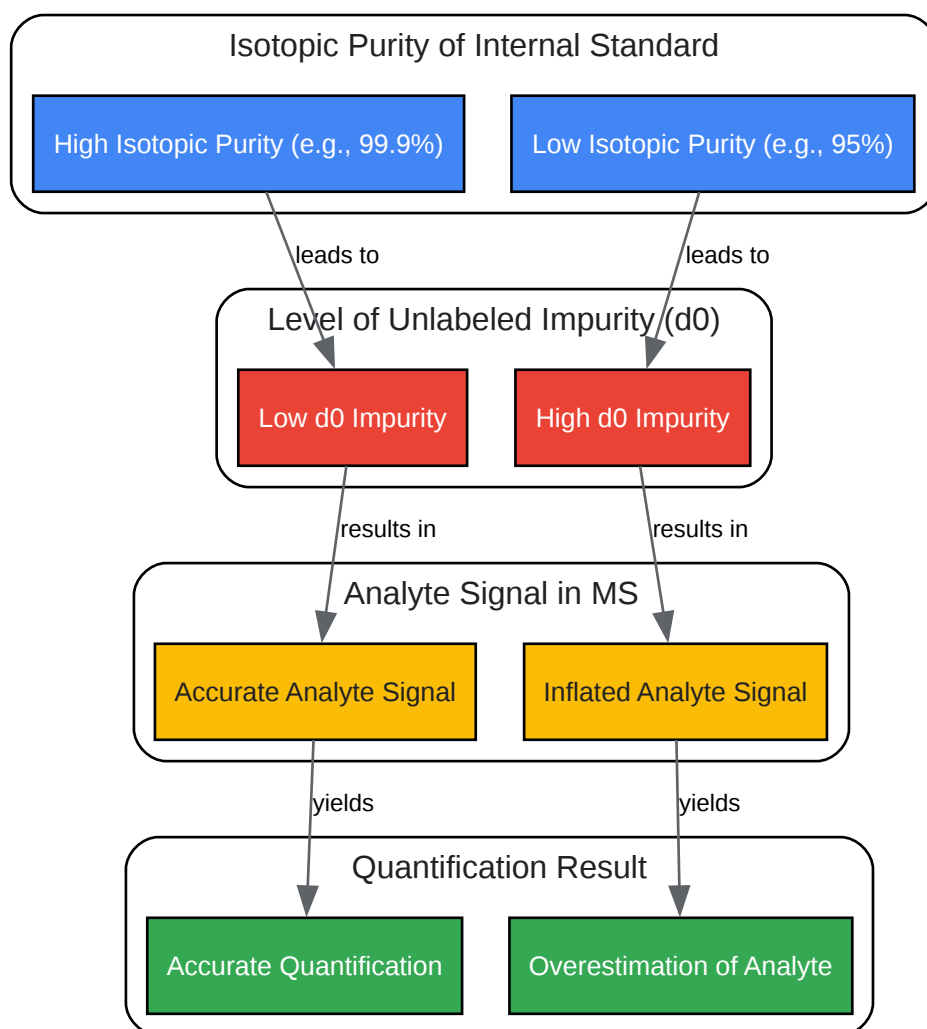 Isotopic Purity of Internal Standard
High Isotopic Purity (e.g., 99.9%)
Low Isotopic Purity (e.g., 95%)
leads to
leads to
Level of Unlabeled Impurity (d0)
Low d0 Impurity
High d0 Impurity
results in
results in
Analyte Signal in MS
Accurate Analyte Signal
Inflated Analyte Signal
yields
yields
Quantification Result
Accurate Quantification
Overestimation of Analyte